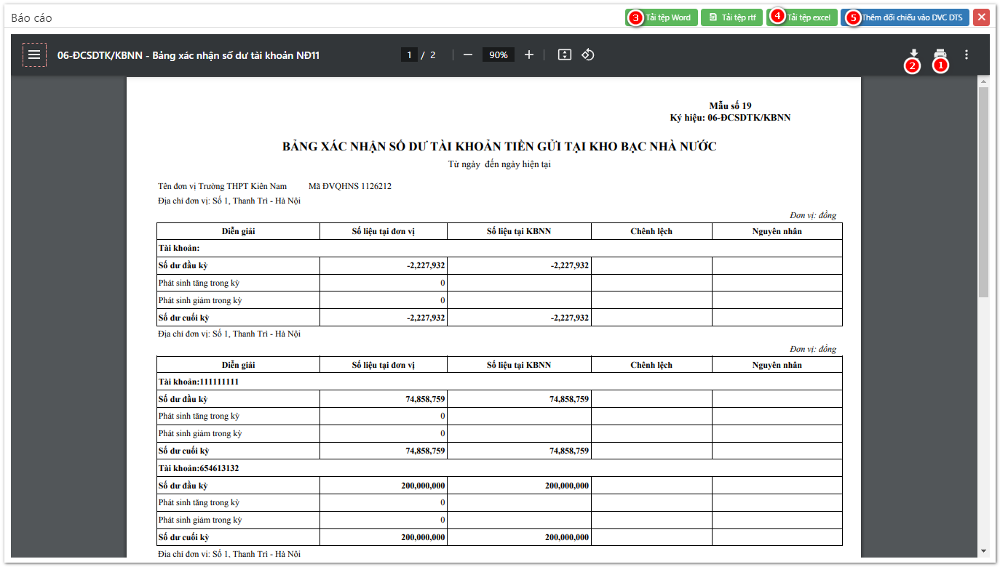 Báo cáo
3 Tải tệp Word Tải tệp rtf 4 Tải tệp excel 5 Thêm đối chiếu vào DVC DTS
06-ĐCSDTK/KBNN - Bảng xác nhận số dư tài khoản NĐ11 1 / 2 90%
2 1
Mẫu số 19
Ký hiệu: 06-ĐCSDTK/KBNN
BẢNG XÁC NHẬN SỐ DƯ TÀI KHOẢN TIỀN GỬI TẠI KHO BẠC NHÀ NƯỚC
Từ ngày đến ngày hiện tại
Tên đơn vị Trường THPT Kiên Nam Mã ĐVQHNS 1126212
Địa chỉ đơn vị: Số 1, Thanh Trì - Hà Nội
Đơn vị: đồng
Diễn giải Số liệu tại đơn vị Số liệu tại KBNN Chênh lệch Nguyên nhân
Tài khoản:
Số dư đầu kỳ -2,227,932 -2,227,932
Phát sinh tăng trong kỳ 0
Phát sinh giảm trong kỳ 0
Số dư cuối kỳ -2,227,932 -2,227,932
Địa chỉ đơn vị: Số 1, Thanh Trì - Hà Nội
Đơn vị: đồng
Diễn giải Số liệu tại đơn vị Số liệu tại KBNN Chênh lệch Nguyên nhân
Tài khoản:111111111
Số dư đầu kỳ 74,858,759 74,858,759
Phát sinh tăng trong kỳ 0
Phát sinh giảm trong kỳ 0
Số dư cuối kỳ 74,858,759 74,858,759
Tài khoản:654613132
Số dư đầu kỳ 200,000,000 200,000,000
Phát sinh tăng trong kỳ 0
Phát sinh giảm trong kỳ 0
Số dư cuối kỳ 200,000,000 200,000,000
Địa chỉ đơn vị: Số 1, Thanh Trì - Hà Nội